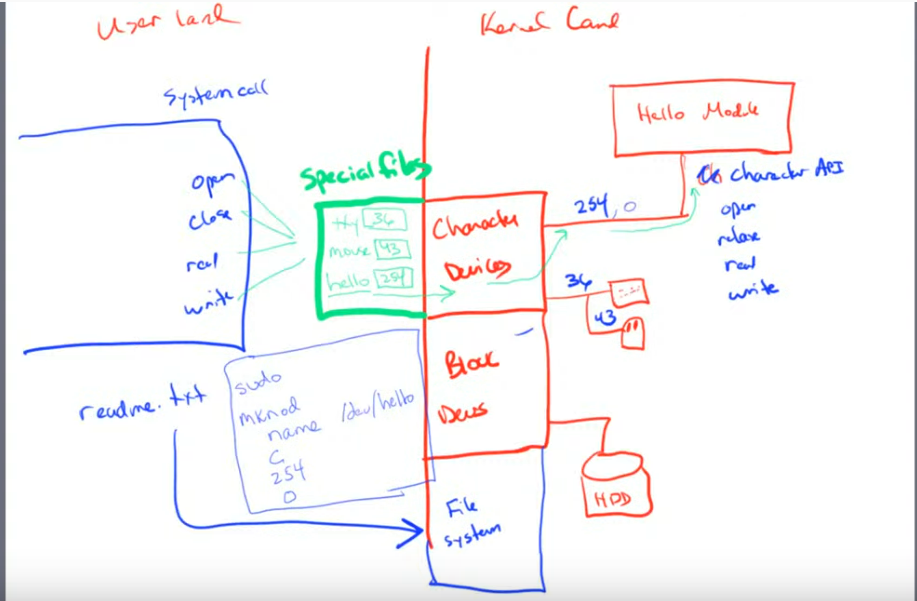 User Land
Kernel Land
System call
open
close
read
write
Special files
tty 36
mouse 43
hello 254
Character
Devices
254, 0
Hello Module
Character API
open
release
read
write
36
43
Block
Devs
HDD
File
system
readme.txt
sudo
mknod
name /dev/hello
C
254
0